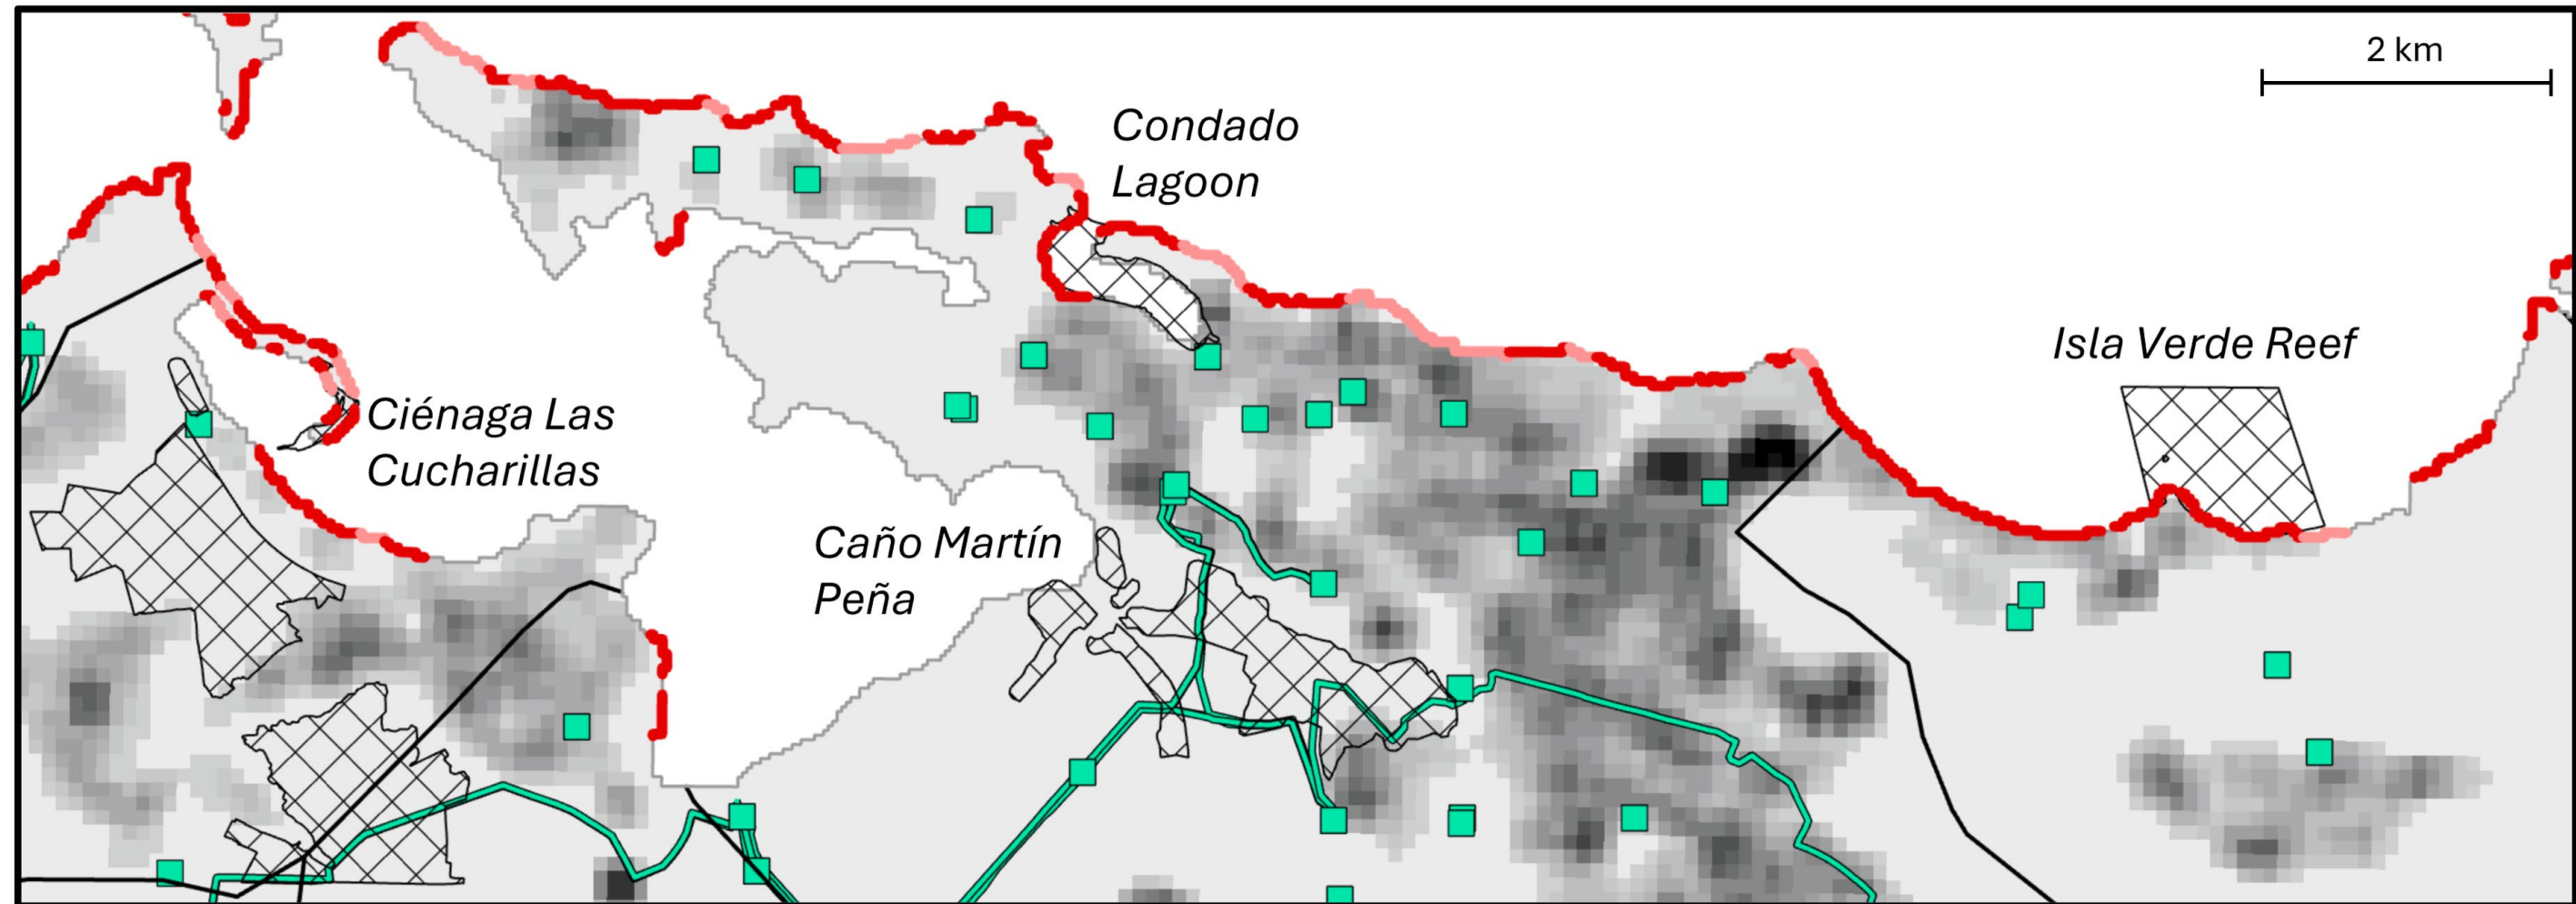 2 km
Condado
Lagoon
Isla Verde Reef
Ciénaga Las
Cucharillas
Caño Martín
Peña